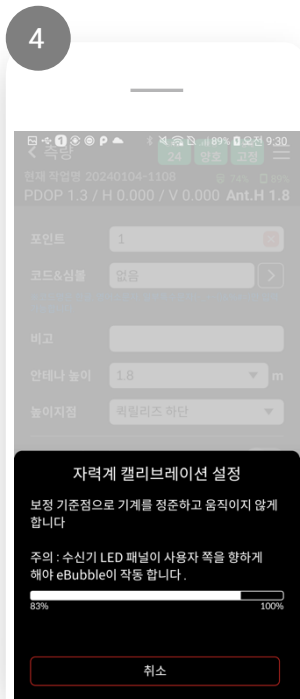 4
89% 오전 9:30
측량
24 양호 고정
현재 작업명 20240104-1108 74% 89%
PDOP 1.3 / H 0.000 / V 0.000 Ant.H 1.8
포인트 1
코드&심볼 없음
비고
안테나 높이 1.8 m
높이지점 퀵릴리즈 하단
자력계 캘리브레이션 설정
보정 기준점으로 기계를 정준하고 움직이지 않게
합니다
주의 : 수신기 LED 패널이 사용자 쪽을 향하게
해야 eBubble이 작동 합니다 .
83% 100%
취소